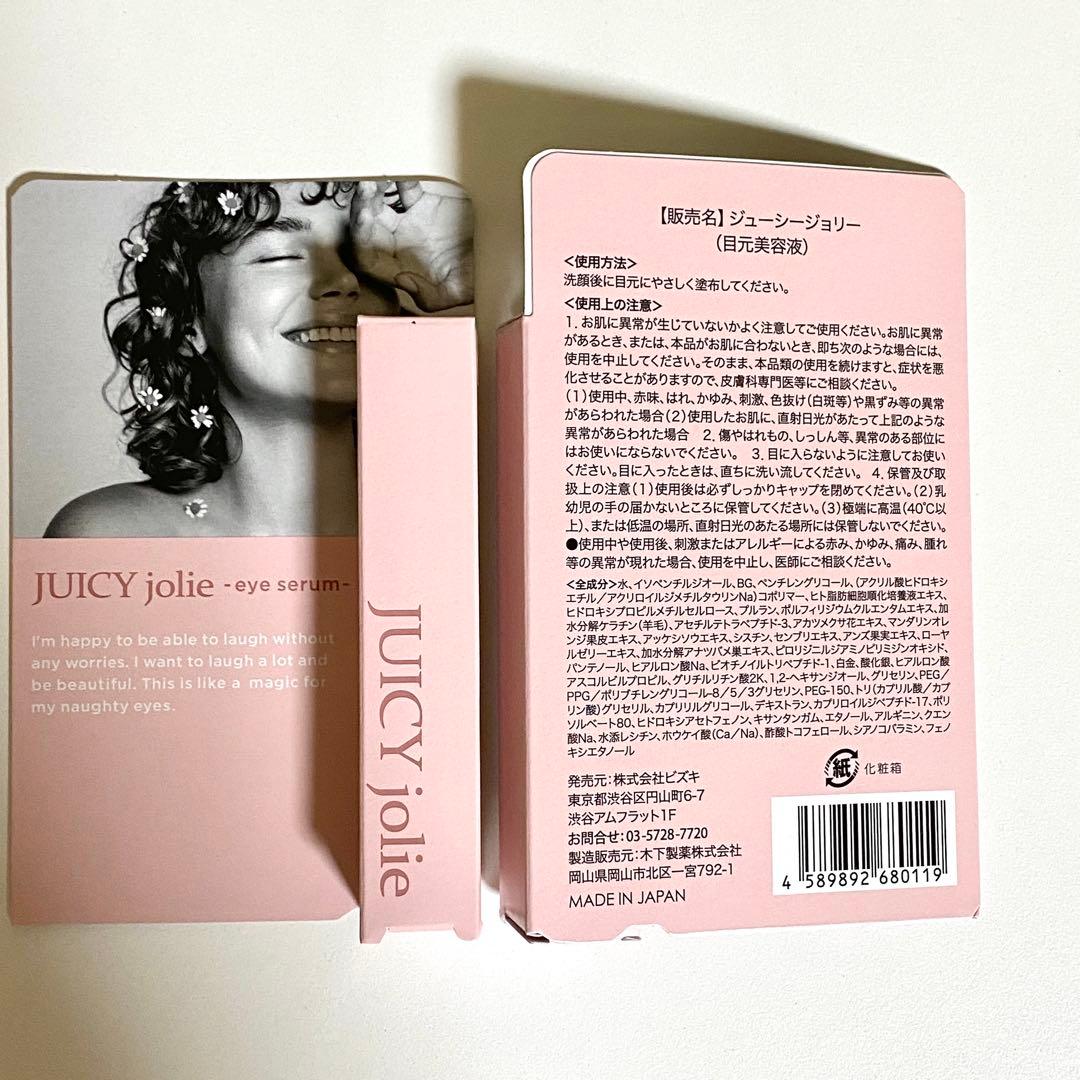 JUICY jolie -eye serum-
I'm happy to be able to laugh without
any worries. I want to laugh a lot and
be beautiful. This is like a magic for
my naughty eyes.
JUICY jolie
【販売名】ジューシージョリー
（目元美容液）
＜使用方法＞
洗顔後に目元にやさしく塗布してください。
＜使用上の注意＞
1. お肌に異常が生じていないかよく注意してご使用ください。お肌に異常
があるとき、または、本品がお肌に合わないとき、即ち次のような場合には、
使用を中止してください。そのまま、本品類の使用を続けますと、症状を悪
化させることがありますので、皮膚科専門医等にご相談ください。
（1）使用中、赤味、はれ、かゆみ、刺激、色抜け（白斑等）や黒ずみ等の異常
があらわれた場合（2）使用したお肌に、直射日光があたって上記のような
異常があらわれた場合　2. 傷やはれもの、しっしん等、異常のある部位に
はお使いにならないでください。　3. 目に入らないように注意してお使い
ください。目に入ったときは、直ちに洗い流してください。　4. 保管及び取
扱上の注意（1）使用後は必ずしっかりキャップを閉めてください。（2）乳
幼児の手の届かないところに保管してください。（3）極端に高温（40℃以
上）、または低温の場所、直射日光のあたる場所には保管しないでください。
●使用中や使用後、刺激またはアレルギーによる赤み、かゆみ、痛み、腫れ
等の異常が現れた場合、使用を中止し、医師にご相談ください。
＜全成分＞水、イソペンチルジオール、BG、ペンチレングリコール、（アクリル酸ヒドロキシ
エチル／アクリロイルジメチルタウリンNa）コポリマー、ヒト脂肪細胞順化培養液エキス、
ヒドロキシプロピルメチルセルロース、プルラン、ポルフィリジウムクルエンタムエキス、加
水分解ケラチン（羊毛）、アセチルテトラペプチド-3、アカツメクサ花エキス、マンダリンオレ
ンジ果皮エキス、アッケシソウエキス、シスチン、センブリエキス、アンズ果実エキス、ローヤ
ルゼリーエキス、加水分解アナツバメ巣エキス、ピロリジニルジアミノピリミジンオキシド、
パンテノール、ヒアルロン酸Na、ビオチノイルトリペプチド-1、白金、酸化銀、ヒアルロン酸
アスコルビルプロピル、グリチルリチン酸2K、1,2-ヘキサンジオール、グリセリン、PEG／
PPG／ポリブチレングリコール-8／5／3グリセリン、PEG-150、トリ（カプリル酸／カプ
リン酸）グリセリル、カプリリルグリコール、デキストラン、カプロイルジペプチド-17、ポリ
ソルベート80、ヒドロキシアセトフェノン、キサンタンガム、エタノール、アルギニン、クエン
酸Na、水添レシチン、ホウケイ酸（Ca／Na）、酢酸トコフェロール、シアノコバラミン、フェノ
キシエタノール
紙 化粧箱
発売元：株式会社ビズキ
東京都渋谷区円山町6-7
渋谷アムフラット1F
お問合せ：03-5728-7720
製造販売元：木下製薬株式会社
岡山県岡山市北区一宮792-1
MADE IN JAPAN
4 589892 680119